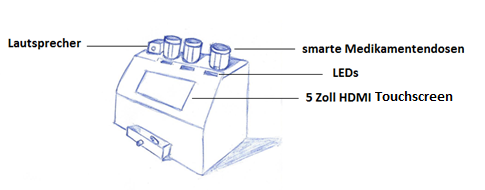 Lautsprecher
smarte Medikamentendosen
LEDs
5 Zoll HDMI Touchscreen